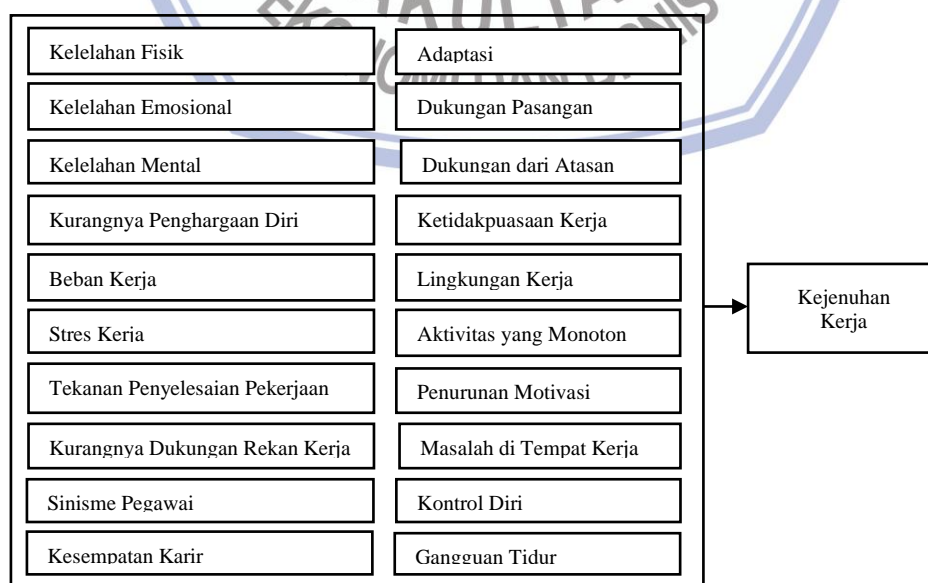 Kelelahan Fisik
Kelelahan Emosional
Kelelahan Mental
Kurangnya Penghargaan Diri
Beban Kerja
Stres Kerja
Tekanan Penyelesaian Pekerjaan
Kurangnya Dukungan Rekan Kerja
Sinisme Pegawai
Kesempatan Karir
Adaptasi
Dukungan Pasangan
Dukungan dari Atasan
Ketidakpuasaan Kerja
Lingkungan Kerja
Aktivitas yang Monoton
Penurunan Motivasi
Masalah di Tempat Kerja
Kontrol Diri
Gangguan Tidur
Kejenuhan
Kerja